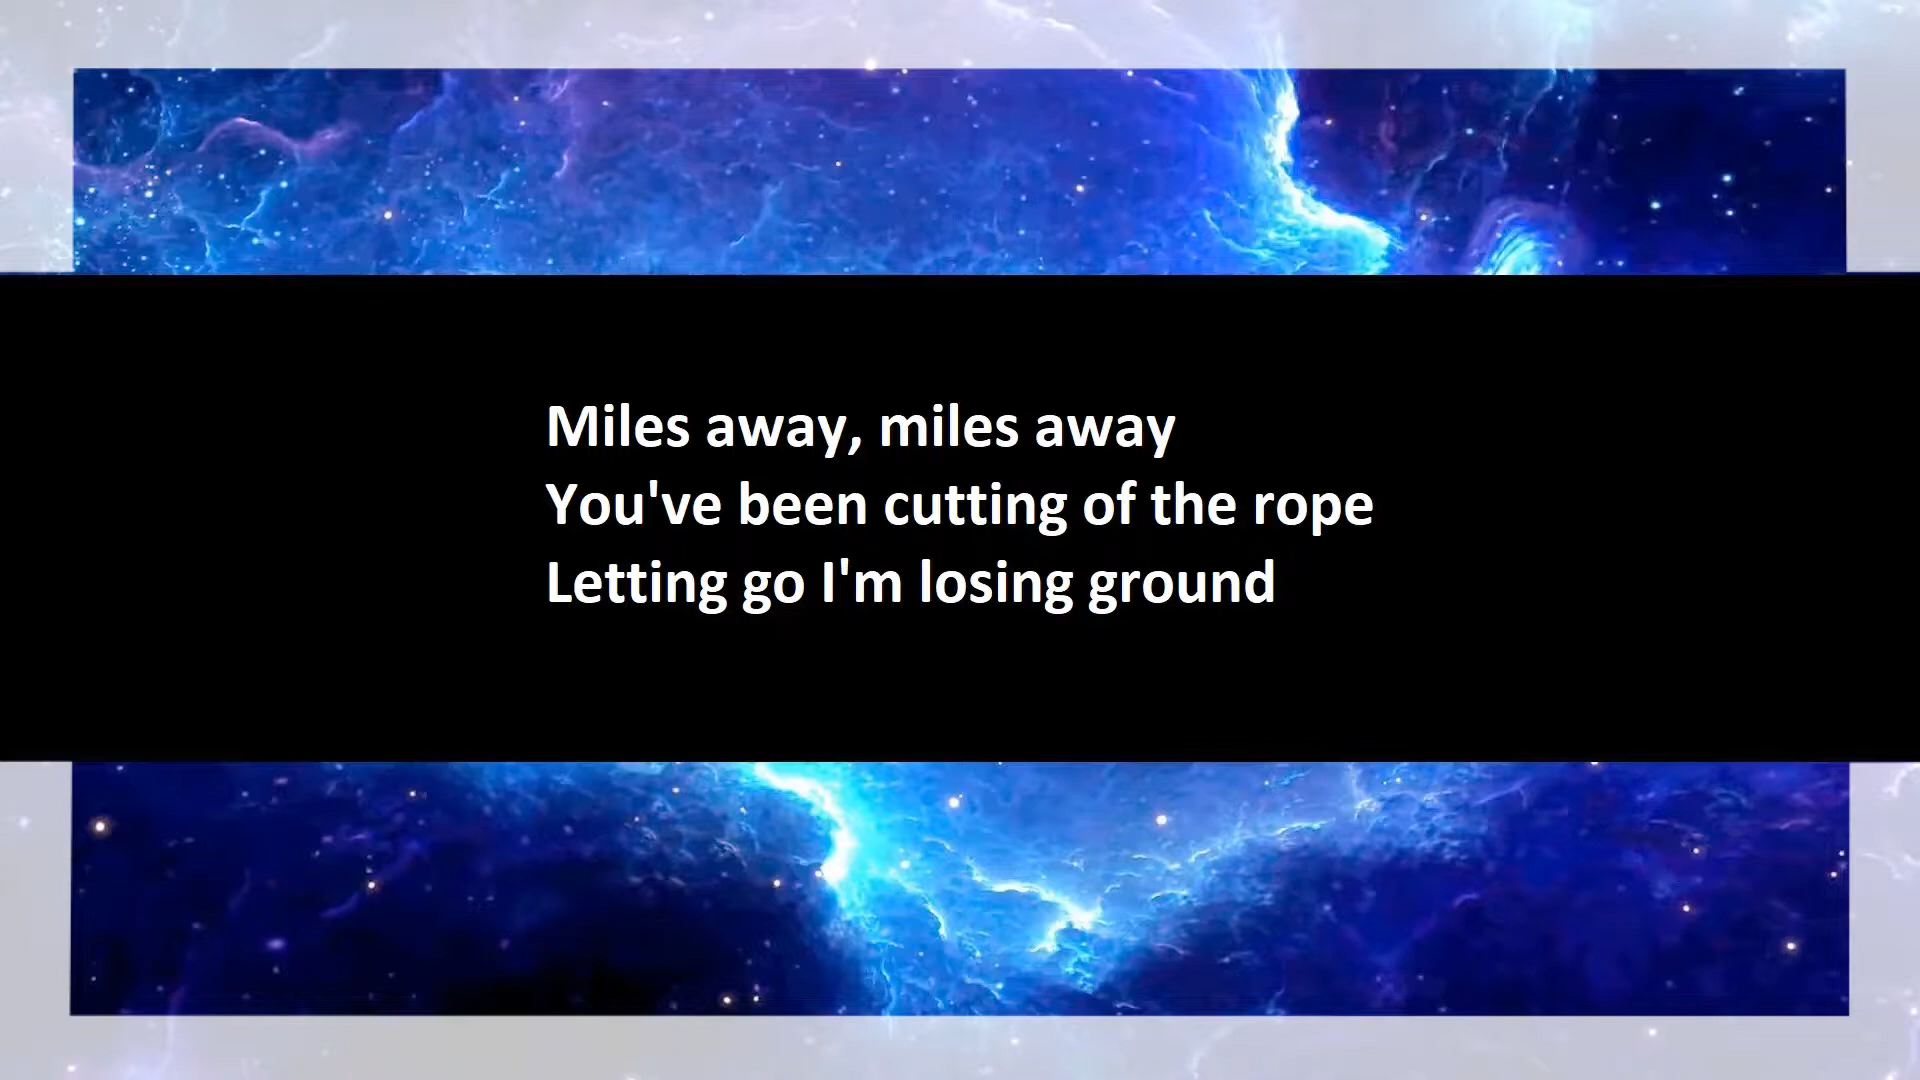 Miles away, miles away
You've been cutting of the rope
Letting go I'm losing ground